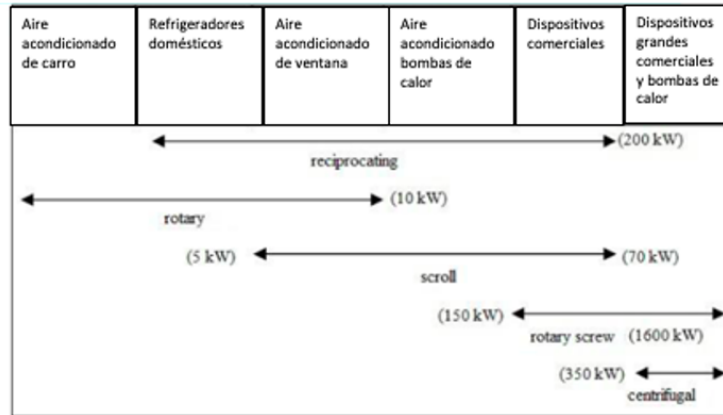 Aire
acondicionado
de carro
Refrigeradores
domésticos
Aire
acondicionado
de ventana
Aire
acondicionado
bombas de
calor
Dispositivos
comerciales
Dispositivos
grandes
comerciales
y bombas de
calor
(200 kW)
reciprocating
(10 kW)
rotary
(5 kW)
(70 kW)
scroll
(150 kW)
rotary screw (1600 kW)
(350 kW)
centrifugal